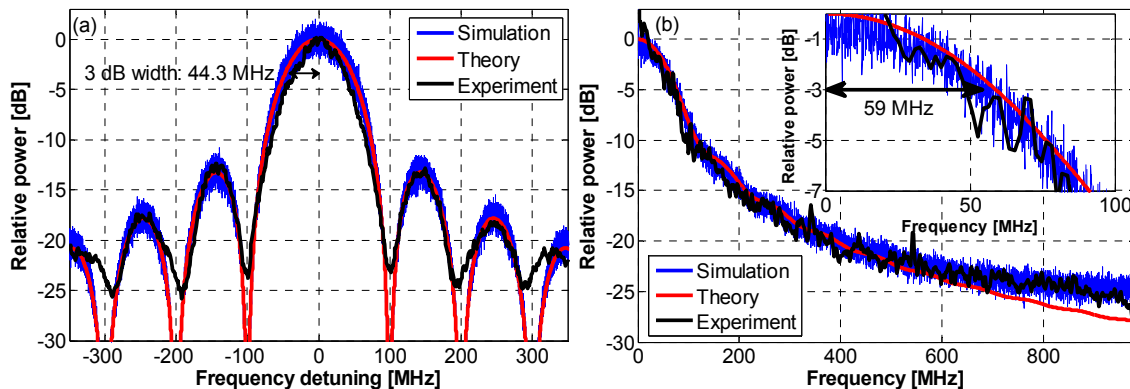 (a)
Simulation
Theory
Experiment
3 dB width: 44.3 MHz
0
-5
-10
-15
-20
-25
-30
Relative power [dB]
-300
-200
-100
0
100
200
300
Frequency detuning [MHz]
(b)
0
-5
-10
-15
-20
-25
-30
Relative power [dB]
Simulation
Theory
Experiment
0
200
400
600
800
Frequency [MHz]
-1
-3
-5
-7
Relative power [dB]
59 MHz
0
50
100
Frequency [MHz]